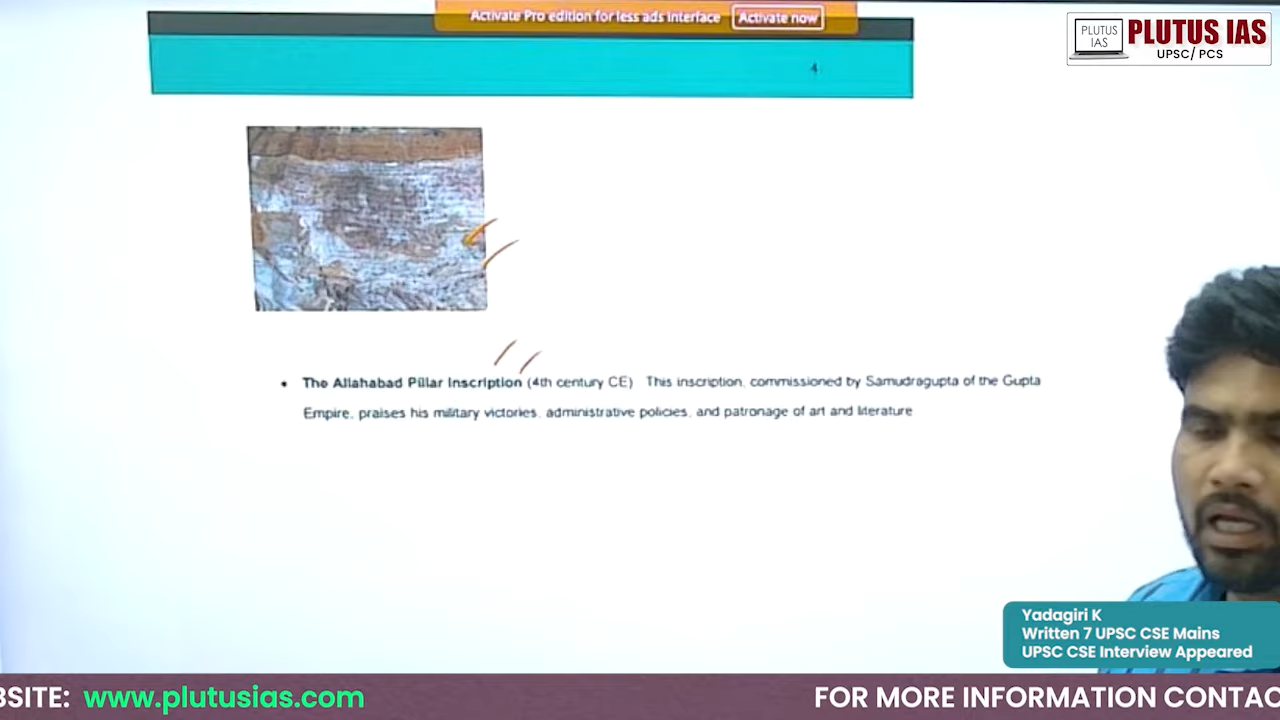 Activate Pro edition for less ads interface Activate now
PLUTUS IAS
UPSC/ PCS
PLUTUS
IAS
4
• The Allahabad Pillar Inscription (4th century CE) This inscription, commissioned by Samudragupta of the Gupta
Empire, praises his military victories, administrative policies, and patronage of art and literature
Yadagiri K
Written 7 UPSC CSE Mains
UPSC CSE Interview Appeared
BSITE: www.plutusias.com
FOR MORE INFORMATION CONTAC